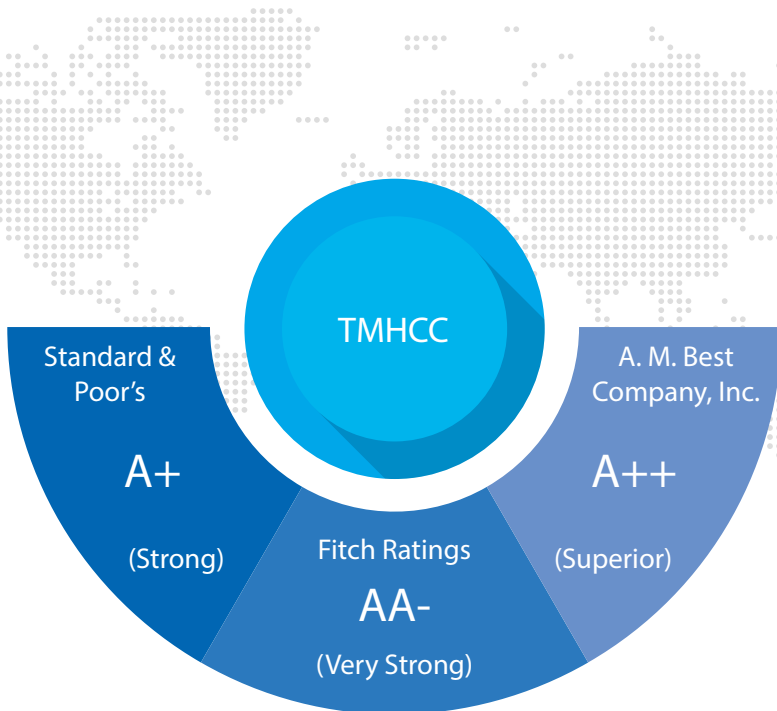 TMHCC
Standard &
Poor’s
A+
(Strong)
Fitch Ratings
AA-
(Very Strong)
A. M. Best
Company, Inc.
A++
(Superior)